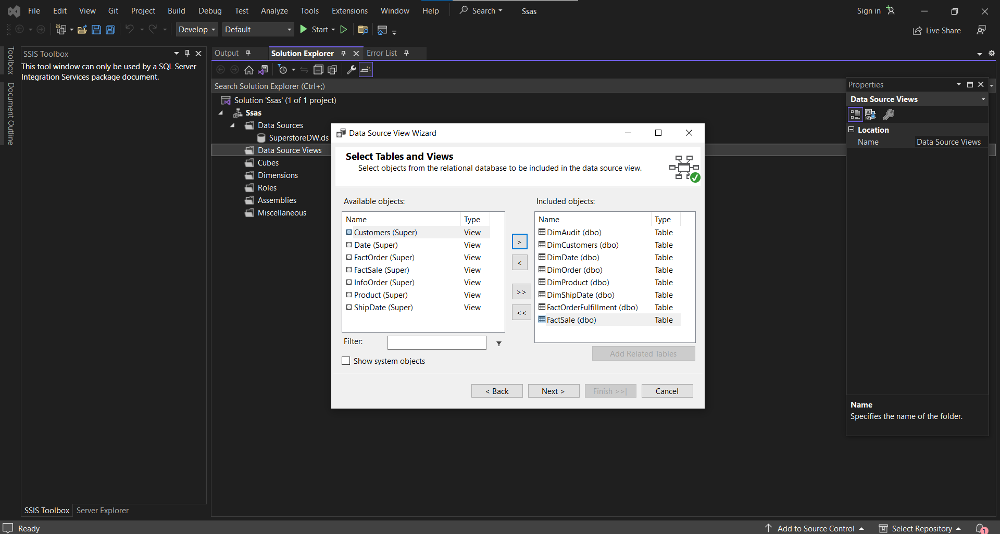 File Edit View Git Project Build Debug Test Analyze Tools Extensions Window Help Search Ssas Sign in
Develop Default Start Live Share
Toolbox
Document Outline
SSIS Toolbox
This tool window can only be used by a SQL Server
Integration Services package document.
SSIS Toolbox Server Explorer
Output Solution Explorer Error List
Search Solution Explorer (Ctrl+;)
Solution 'Ssas' (1 of 1 project)
Ssas
Data Sources
SuperstoreDW.ds
Data Source Views
Cubes
Dimensions
Roles
Assemblies
Miscellaneous
Data Source View Wizard
Select Tables and Views
Select objects from the relational database to be included in the data source view.
Available objects:
Name Type
Customers (Super) View
Date (Super) View
FactOrder (Super) View
FactSale (Super) View
InfoOrder (Super) View
Product (Super) View
ShipDate (Super) View
Filter:
Show system objects
>
<
>>
<<
Included objects:
Name Type
DimAudit (dbo) Table
DimCustomers (dbo) Table
DimDate (dbo) Table
DimOrder (dbo) Table
DimProduct (dbo) Table
DimShipDate (dbo) Table
FactOrderFulfillment (dbo) Table
FactSale (dbo) Table
Add Related Tables
< Back Next > Finish >>| Cancel
Properties
Data Source Views
Location
Name Data Source Views
Name
Specifies the name of the folder.
Ready Add to Source Control Select Repository 1